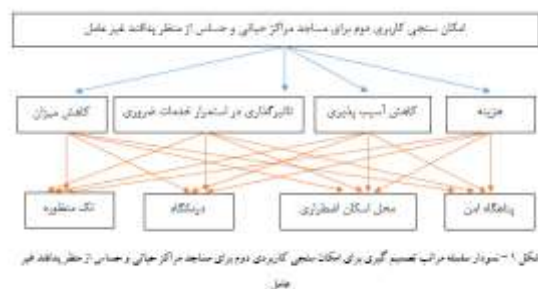 امکان سنجی کاربری دوم برای مساجد مراکز حیاتی و حساس از منظر پدافند غیر عامل
هزینه
کاهش آسیب پذیری
تاثیرگذاری در استمرار خدمات ضروری
کاهش میزان
پناهگاه امن
محل اسکان اضطراری
درمانگاه
تک منظوره
شکل ۱ – نمودار سلسله مراتب تصمیم گیری برای امکان سنجی کاربردی دوم برای مساجد مراکز حیاتی و حساس از منظر پدافند غیر
عامل